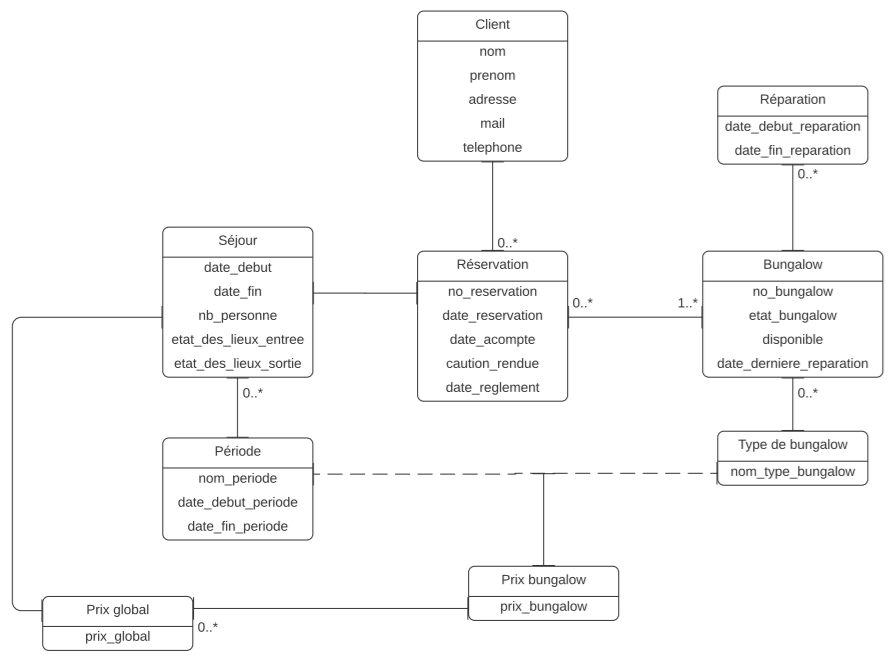 Client
nom
prenom
adresse
mail
telephone
Réparation
date_debut_reparation
date_fin_reparation
0..*
Séjour
date_debut
date_fin
nb_personne
etat_des_lieux_entree
etat_des_lieux_sortie
0..*
0..*
Réservation
no_reservation
date_reservation
date_acompte
caution_rendue
date_reglement
0..*
1..*
Bungalow
no_bungalow
etat_bungalow
disponible
date_derniere_reparation
0..*
Période
nom_periode
date_debut_periode
date_fin_periode
Type de bungalow
nom_type_bungalow
Prix global
prix_global
0..*
Prix bungalow
prix_bungalow